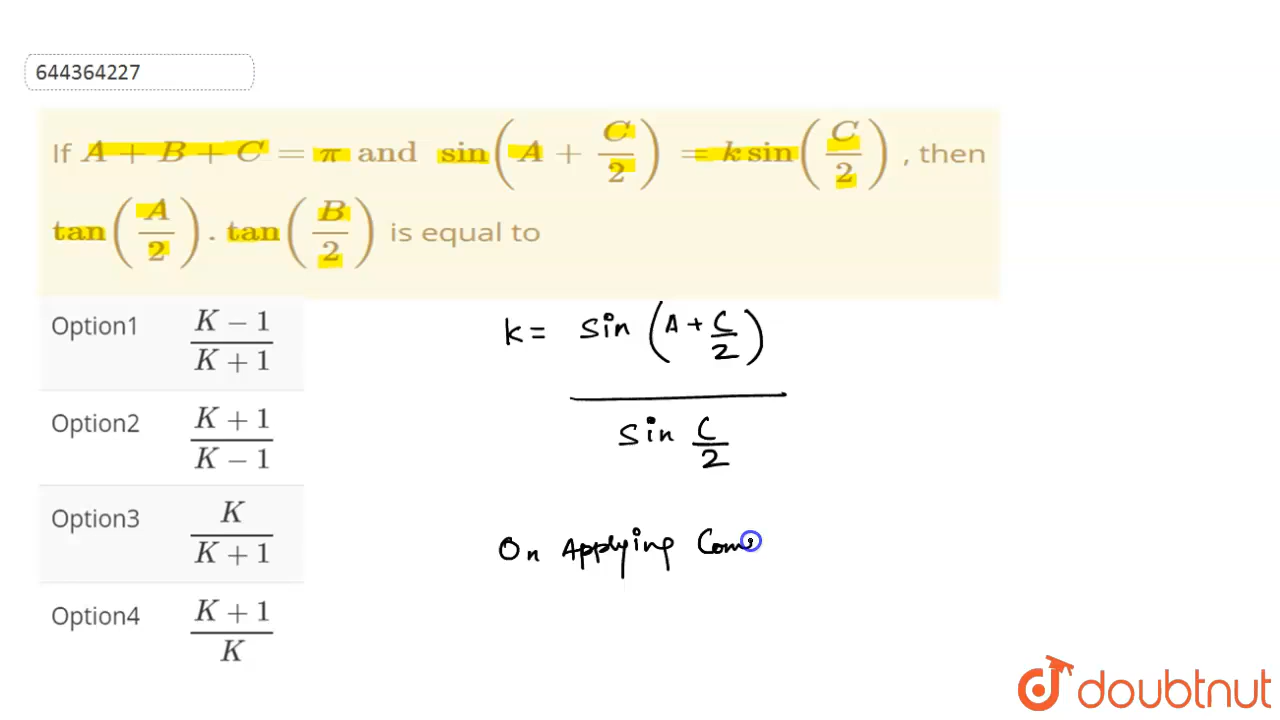 644364227
If A + B + C = π and sin(A + C/2) = k sin(C/2) , then
tan(A/2) . tan(B/2) is equal to
Option1 K − 1/K + 1
Option2 K + 1/K − 1
Option3 K/K + 1
Option4 K + 1/K
k = sin (A + C/2)
sin C/2
On Applying Com
doubtnut